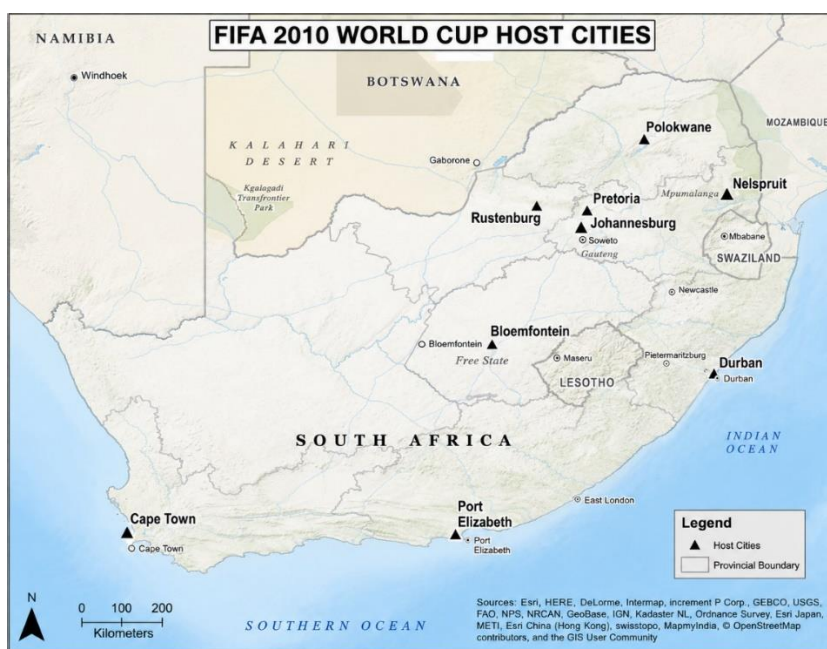 FIFA 2010 WORLD CUP HOST CITIES
NAMIBIA
Windhoek
BOTSWANA
MOZAMBIQUE
Polokwane
KALAHARI
DESERT
Gaborone
Kgalogadi
Transfrontier
Park
Mpumalanga
Nelspruit
Rustenburg
Pretoria
Johannesburg
Soweto
Gauteng
Mbabane
SWAZILAND
Newcastle
Bloemfontein
Bloemfontein
Free State
Maseru
LESOTHO
Pietermaritzburg
Durban
Durban
SOUTH AFRICA
INDIAN
OCEAN
East London
Cape Town
Cape Town
Port
Elizabeth
Port
Elizabeth
Legend
Host Cities
Provincial Boundary
N
0 100 200
Kilometers
SOUTHERN OCEAN
Sources: Esri, HERE, DeLorme, Intermap, increment P Corp., GEBCO, USGS,
FAO, NPS, NRCAN, GeoBase, IGN, Kadaster NL, Ordnance Survey, Esri Japan,
METI, Esri China (Hong Kong), swisstopo, MapmyIndia, © OpenStreetMap
contributors, and the GIS User Community